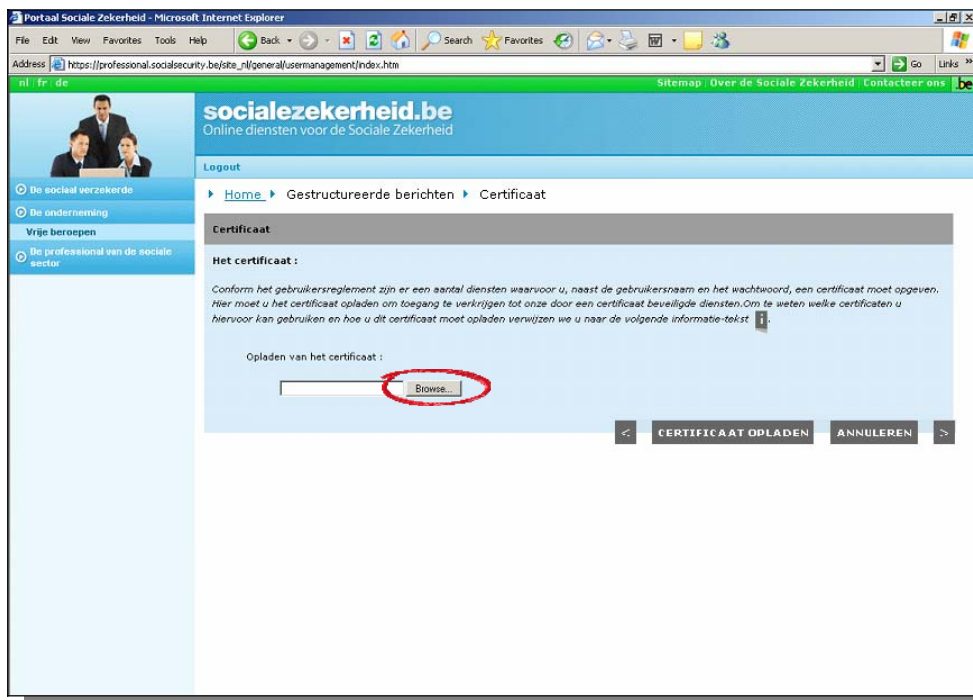 Portaal Sociale Zekerheid - Microsoft Internet Explorer
File Edit View Favorites Tools Help
Back Search Favorites
Address https://professional.socialsecurity.be/site_nl/general/usermanagement/index.htm Go Links »
nl fr de Sitemap Over de Sociale Zekerheid Contacteer ons .be
socialezekerheid.be
Online diensten voor de Sociale Zekerheid
Logout
De sociaal verzekerde
De onderneming
Vrije beroepen
De professional van de sociale
sector
Home Gestructureerde berichten Certificaat
Certificaat
Het certificaat :
Conform het gebruikersreglement zijn er een aantal diensten waarvoor u, naast de gebruikersnaam en het wachtwoord, een certificaat moet opgeven.
Hier moet u het certificaat opladen om toegang te verkrijgen tot onze door een certificaat beveiligde diensten.Om te weten welke certificaten u
hiervoor kan gebruiken en hoe u dit certificaat moet opladen verwijzen we u naar de volgende informatie-tekst i.
Opladen van het certificaat :
Browse...
< CERTIFICAAT OPLADEN ANNULEREN >